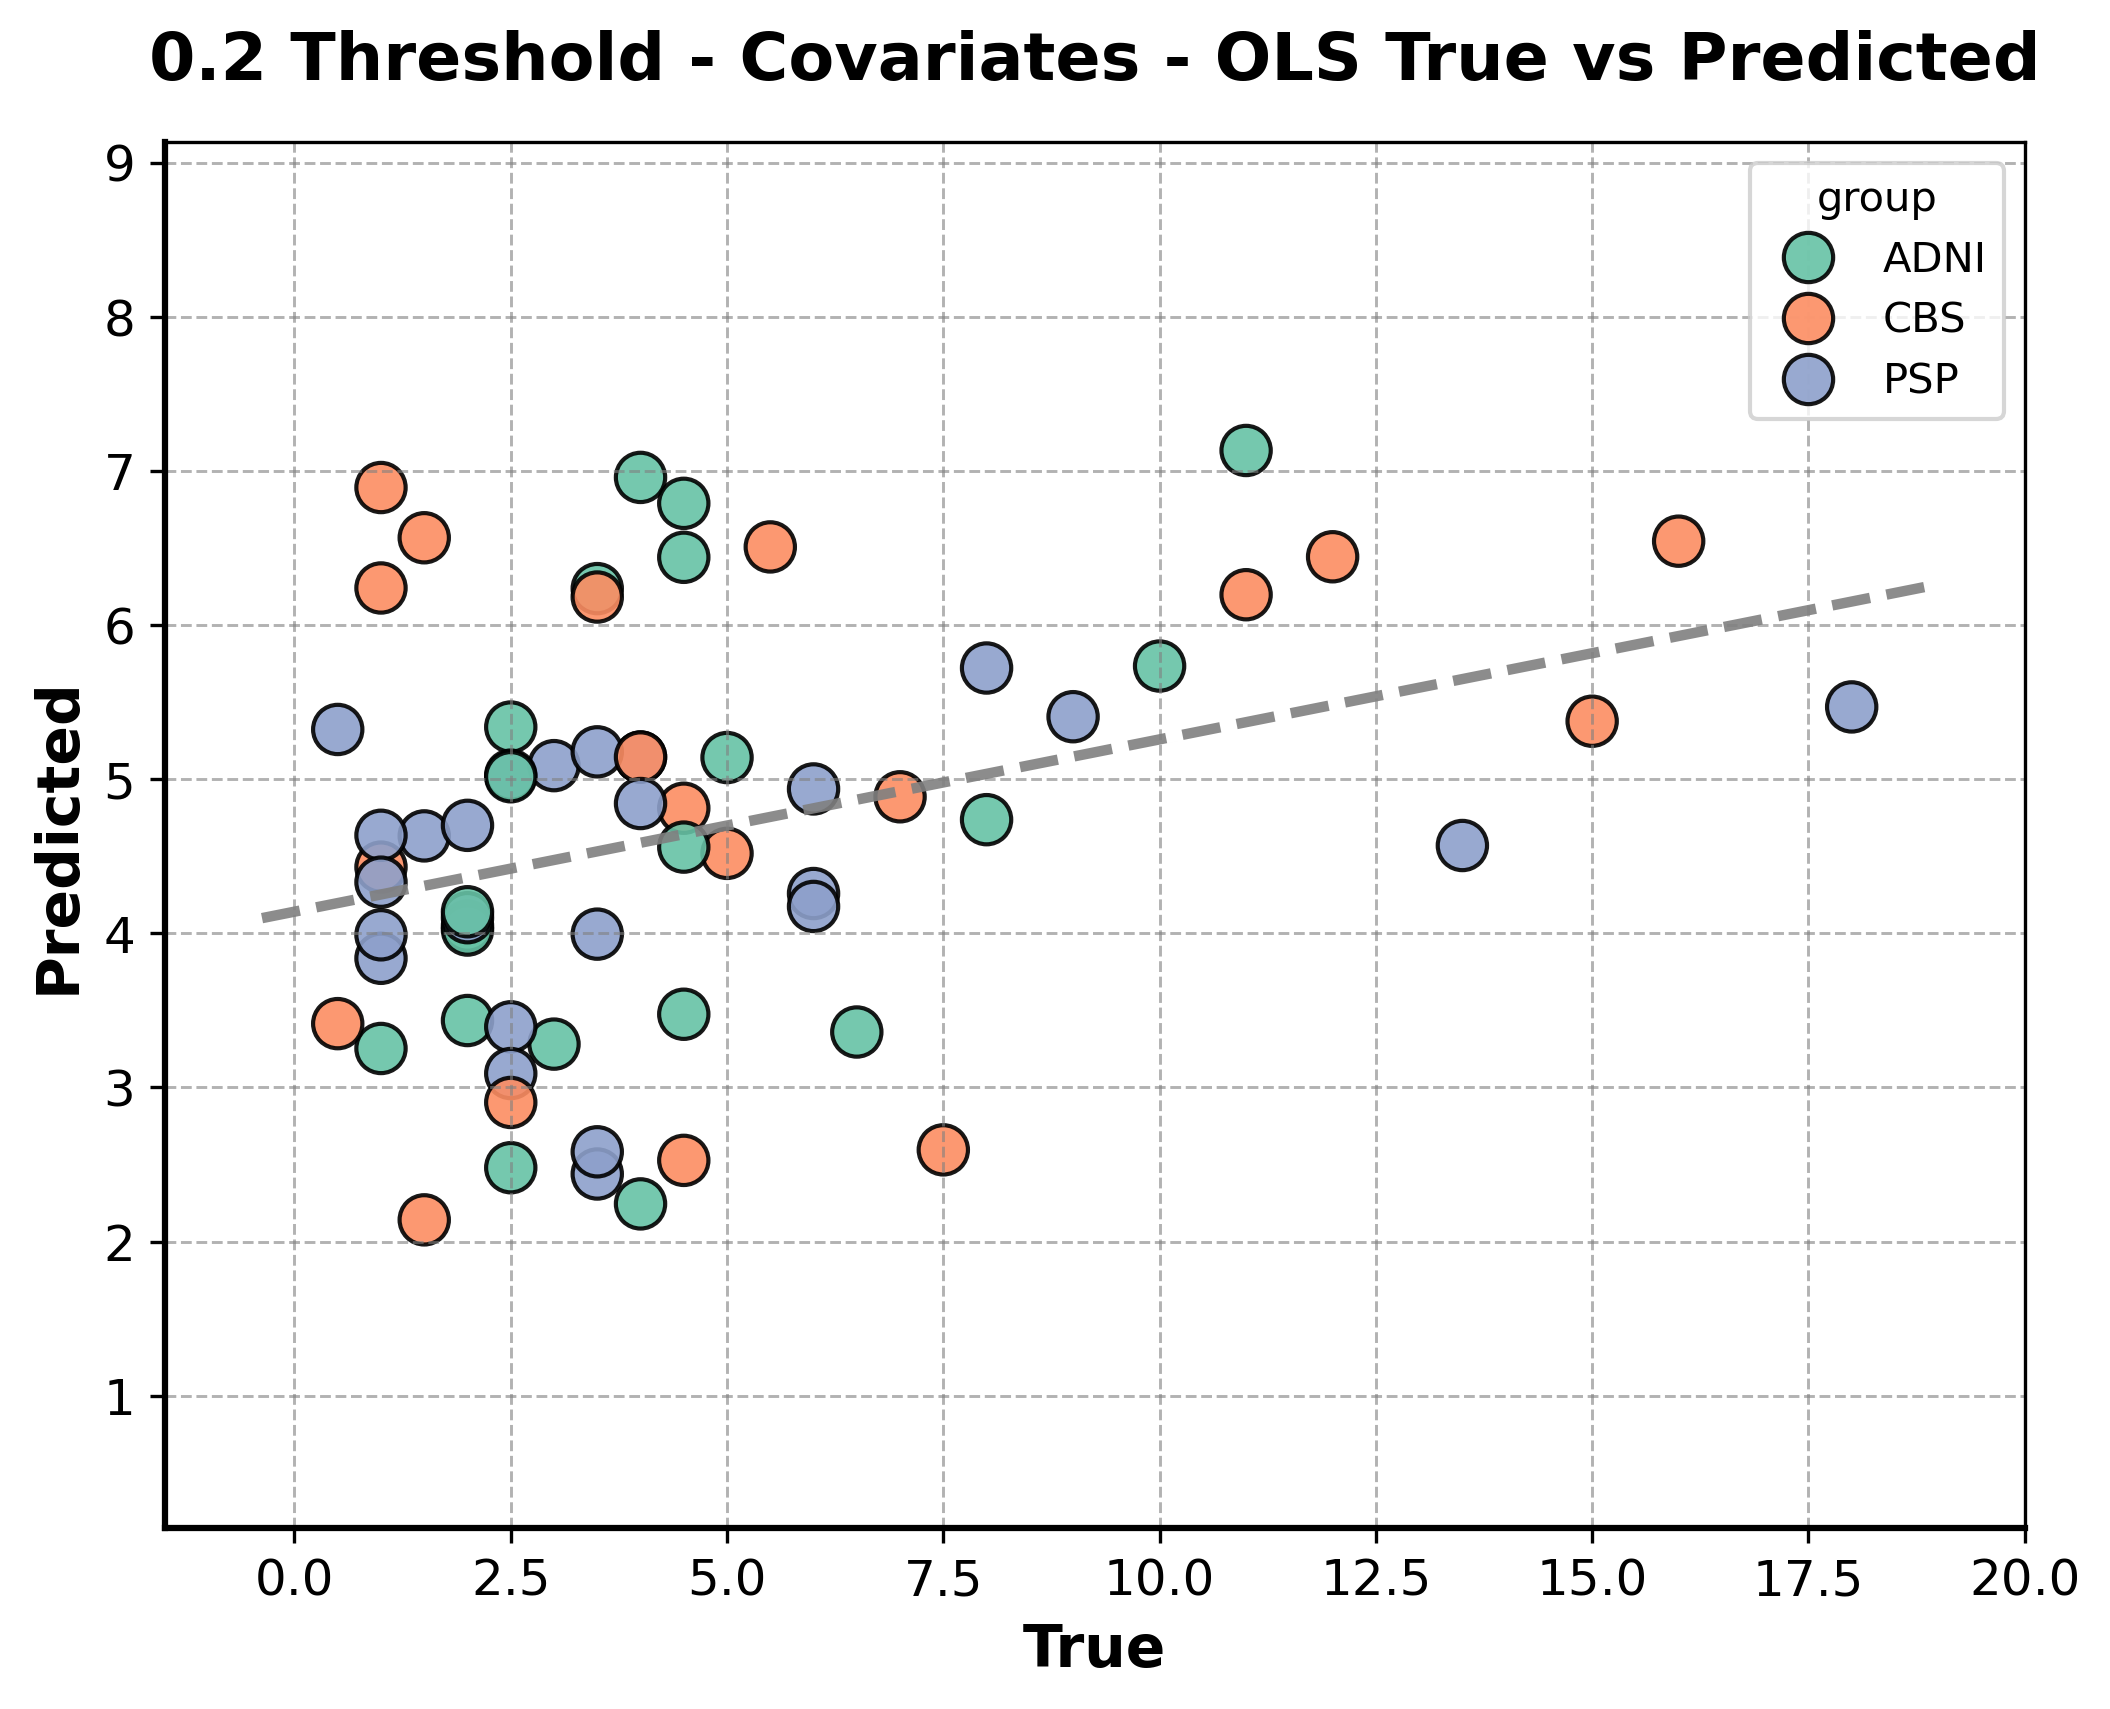 0.2 Threshold - Covariates - OLS True vs Predicted
9
8
7
6
5
4
3
2
1
Predicted
group
ADNI
CBS
PSP
0.0 2.5 5.0 7.5 10.0 12.5 15.0 17.5 20.0
True